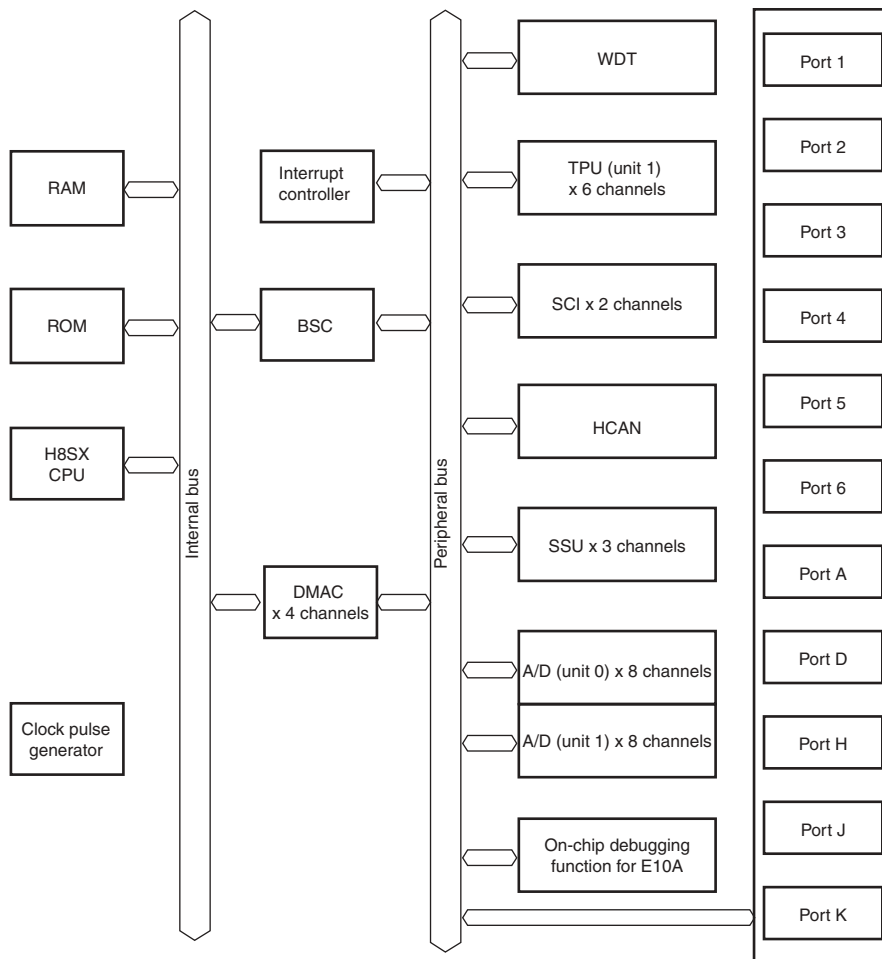 RAM
ROM
H8SX
CPU
Clock pulse
generator
Internal bus
Interrupt
controller
BSC
DMAC
x 4 channels
Peripheral bus
WDT
TPU (unit 1)
x 6 channels
SCI x 2 channels
HCAN
SSU x 3 channels
A/D (unit 0) x 8 channels
A/D (unit 1) x 8 channels
On-chip debugging
function for E10A
Port 1
Port 2
Port 3
Port 4
Port 5
Port 6
Port A
Port D
Port H
Port J
Port K